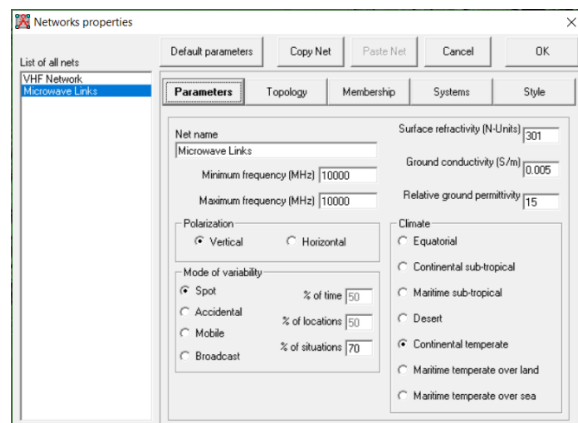 Networks properties
Default parameters Copy Net Paste Net Cancel OK
List of all nets
VHF Network
Microwave Links
Parameters Topology Membership Systems Style
Net name
Microwave Links
Minimum frequency (MHz) 10000
Maximum frequency (MHz) 10000
Surface refractivity (N-Units) 301
Ground conductivity (S/m) 0.005
Relative ground permittivity 15
Polarization
Vertical Horizontal
Mode of variability
Spot
Accidental
Mobile
Broadcast
% of time 50
% of locations 50
% of situations 70
Climate
Equatorial
Continental sub-tropical
Maritime sub-tropical
Desert
Continental temperate
Maritime temperate over land
Maritime temperate over sea